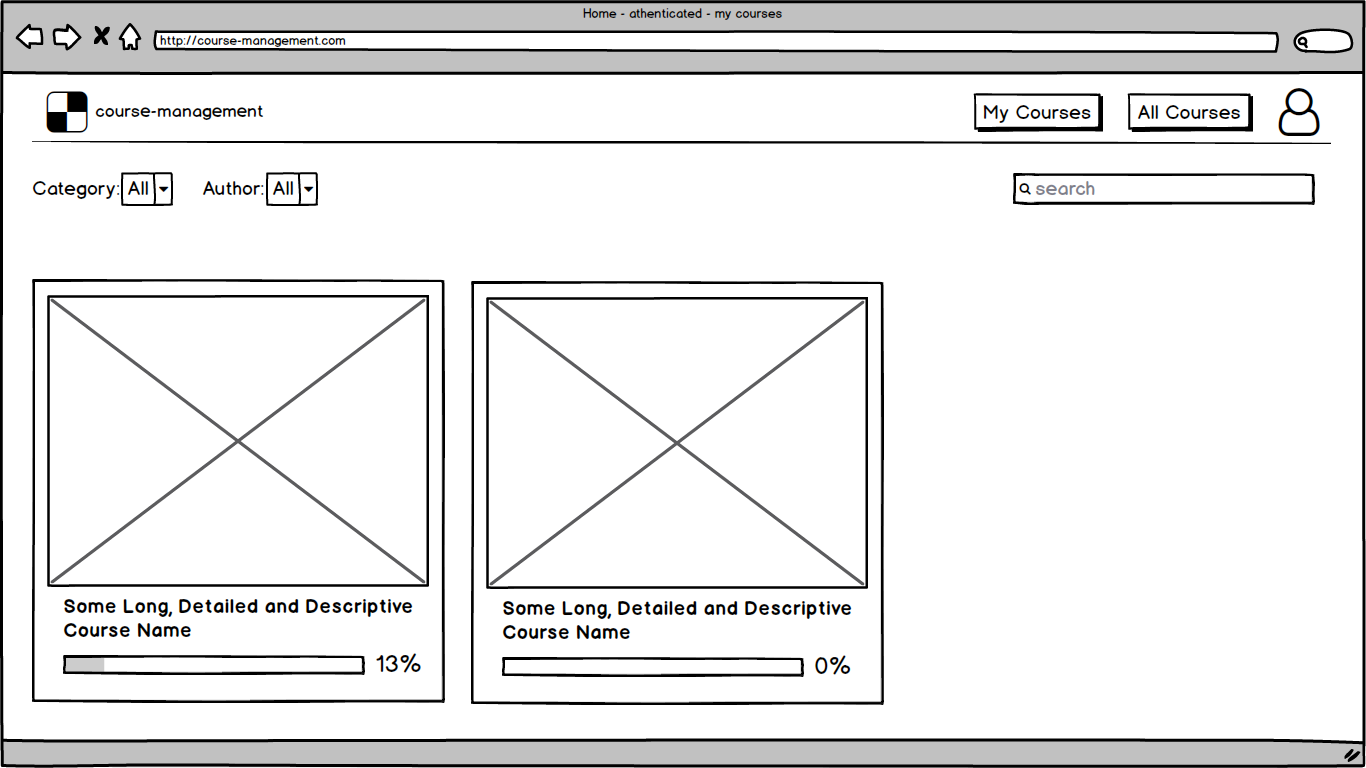 Home - athenticated - my courses
http://course-management.com
course-management
My Courses
All Courses
Category: All
Author: All
search
Some Long, Detailed and Descriptive
Course Name
13%
Some Long, Detailed and Descriptive
Course Name
0%